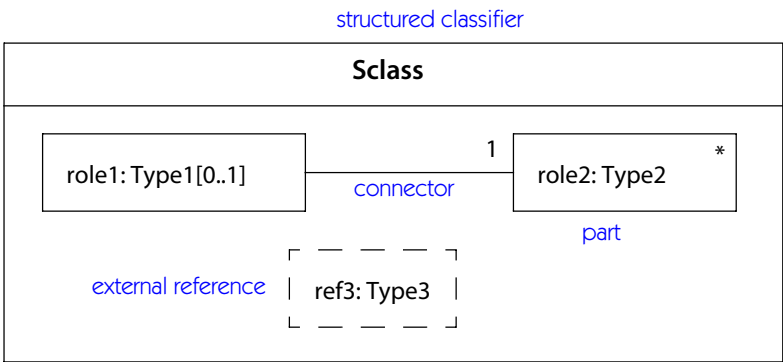 structured classifier
Sclass
role1: Type1[0..1]
1
connector
role2: Type2
*
part
external reference
ref3: Type3